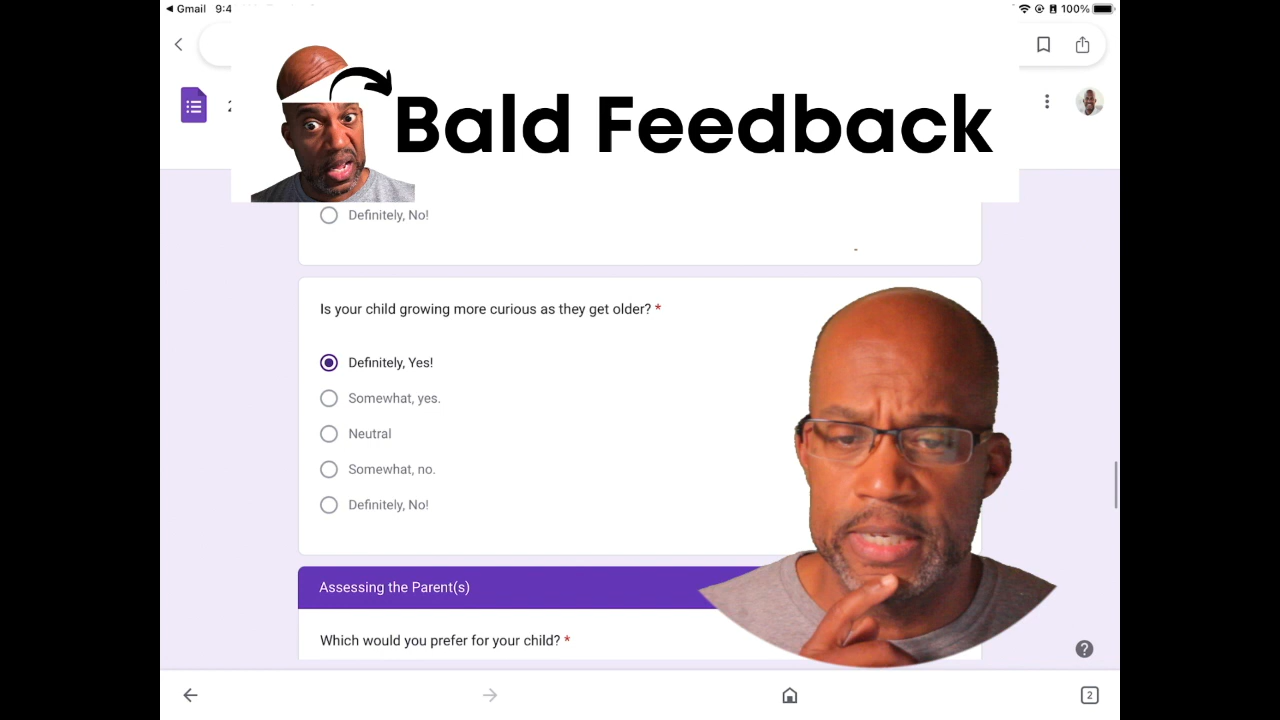 Gmail 9:4
100%
Bald Feedback
Definitely, No!
Is your child growing more curious as they get older? *
Definitely, Yes!
Somewhat, yes.
Neutral
Somewhat, no.
Definitely, No!
Assessing the Parent(s)
Which would you prefer for your child? *
?
2